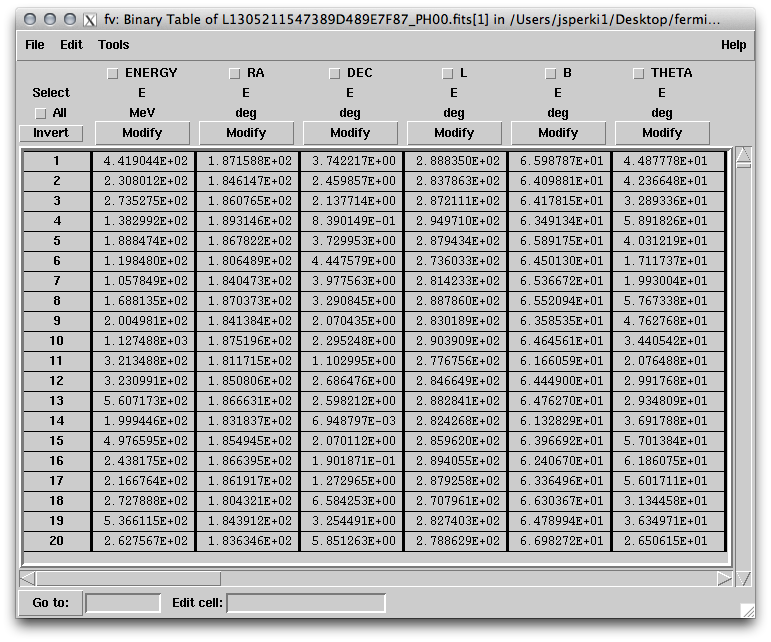 fv: Binary Table of L1305211547389D489E7F87_PH00.fits[1] in /Users/jsperki1/Desktop/fermi...
File Edit Tools Help
ENERGY RA DEC L B THETA
Select E E E E E E
All MeV deg deg deg deg deg
Invert Modify Modify Modify Modify Modify Modify
1 4.419044E+02 1.871588E+02 3.742217E+00 2.888350E+02 6.598787E+01 4.487778E+01
2 2.308012E+02 1.846147E+02 2.459857E+00 2.837863E+02 6.409881E+01 4.236648E+01
3 2.735275E+02 1.860765E+02 2.137714E+00 2.872111E+02 6.417815E+01 3.289336E+01
4 1.382992E+02 1.893146E+02 8.390149E-01 2.949710E+02 6.349134E+01 5.891826E+01
5 1.888474E+02 1.867822E+02 3.729953E+00 2.879434E+02 6.589175E+01 4.031219E+01
6 1.198480E+02 1.806489E+02 4.447579E+00 2.736033E+02 6.450130E+01 1.711737E+01
7 1.057849E+02 1.840473E+02 3.977563E+00 2.814233E+02 6.536672E+01 1.993004E+01
8 1.688135E+02 1.870373E+02 3.290845E+00 2.887860E+02 6.552094E+01 5.767338E+01
9 2.004981E+02 1.841384E+02 2.070435E+00 2.830189E+02 6.358535E+01 4.762768E+01
10 1.127488E+03 1.875196E+02 2.295248E+00 2.903909E+02 6.464561E+01 3.440542E+01
11 3.213488E+02 1.811715E+02 1.102995E+00 2.776756E+02 6.166059E+01 2.076488E+01
12 3.230991E+02 1.850806E+02 2.686476E+00 2.846649E+02 6.444900E+01 2.991768E+01
13 5.607173E+02 1.866631E+02 2.598212E+00 2.882841E+02 6.476270E+01 2.934809E+01
14 1.999446E+02 1.831837E+02 6.948797E-03 2.824268E+02 6.132829E+01 3.691788E+01
15 4.976595E+02 1.854945E+02 2.070112E+00 2.859620E+02 6.396692E+01 5.701384E+01
16 2.438175E+02 1.866395E+02 1.901871E-01 2.894055E+02 6.240670E+01 6.186075E+01
17 2.166764E+02 1.861917E+02 1.272965E+00 2.879258E+02 6.336496E+01 5.601711E+01
18 2.727888E+02 1.804321E+02 6.584253E+00 2.707961E+02 6.630367E+01 3.134458E+01
19 5.366115E+02 1.843912E+02 3.254491E+00 2.827403E+02 6.478994E+01 3.634971E+01
20 2.627567E+02 1.836346E+02 5.851263E+00 2.788629E+02 6.698272E+01 2.650615E+01
Go to: Edit cell: